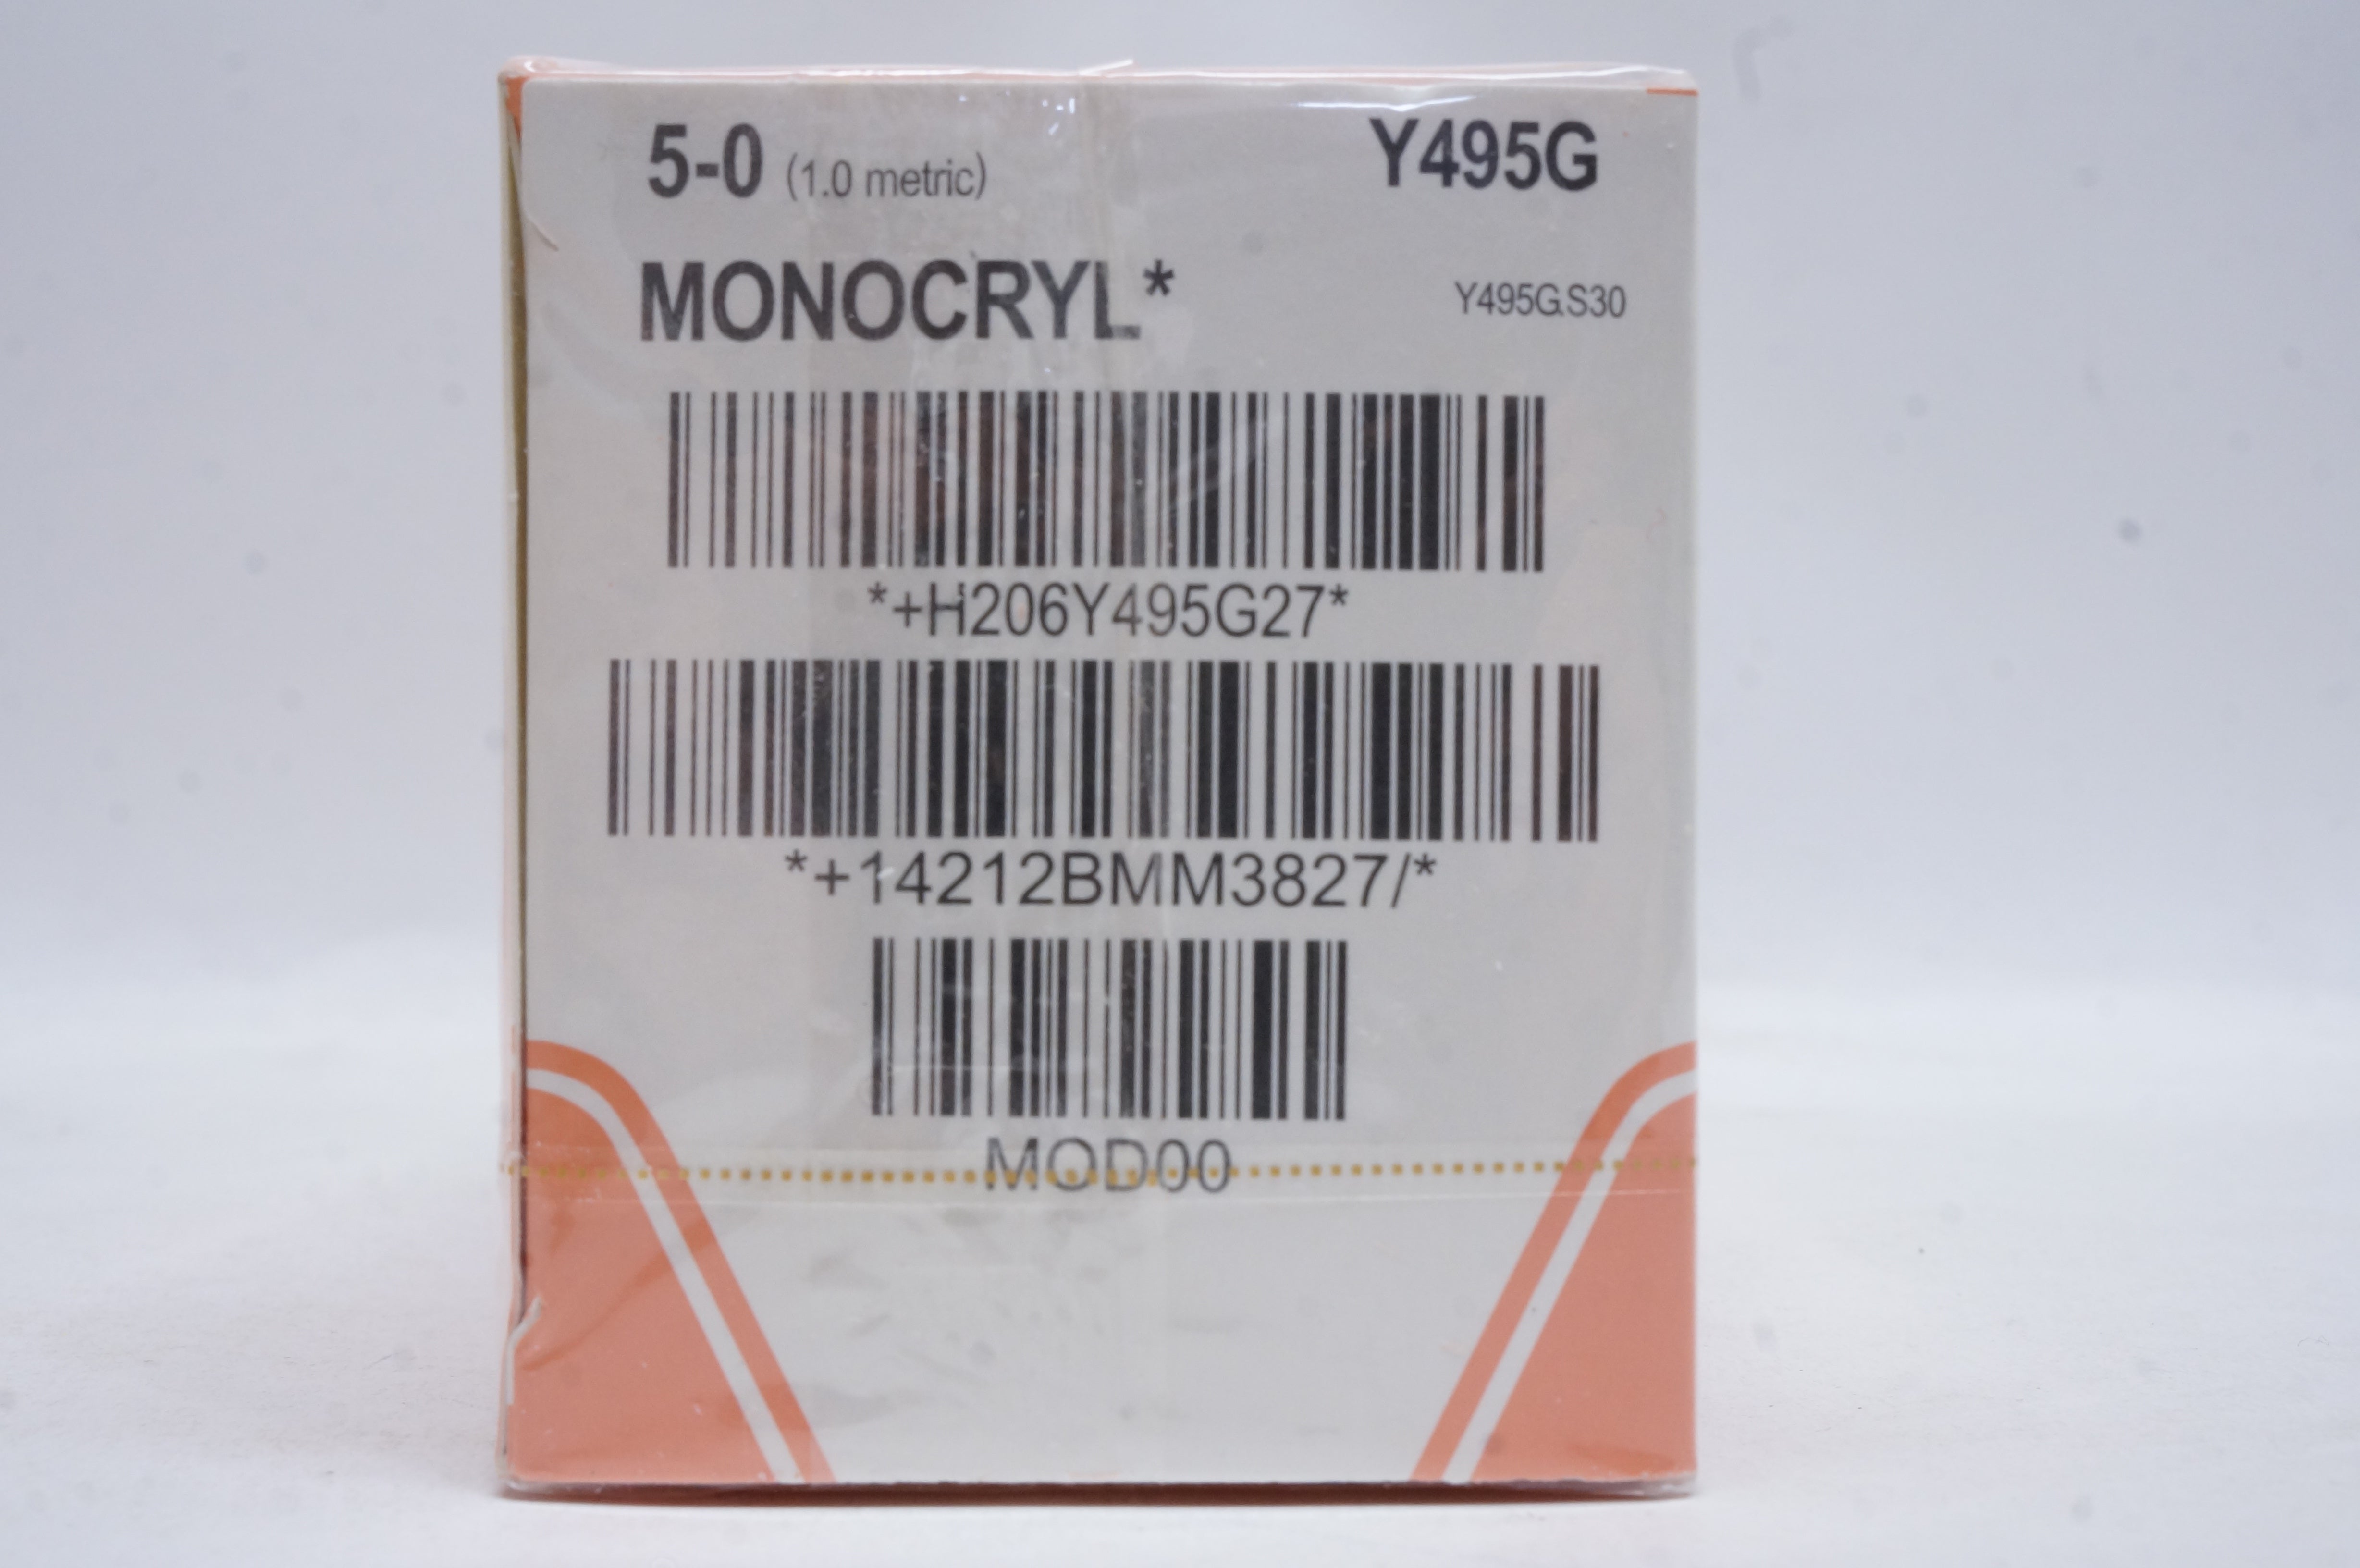 5-0 (1.0 metric) Y495G
MONOCRYL* Y495G.S30
*+H206Y495G27*
*+14212BMM3827/*
MOD00